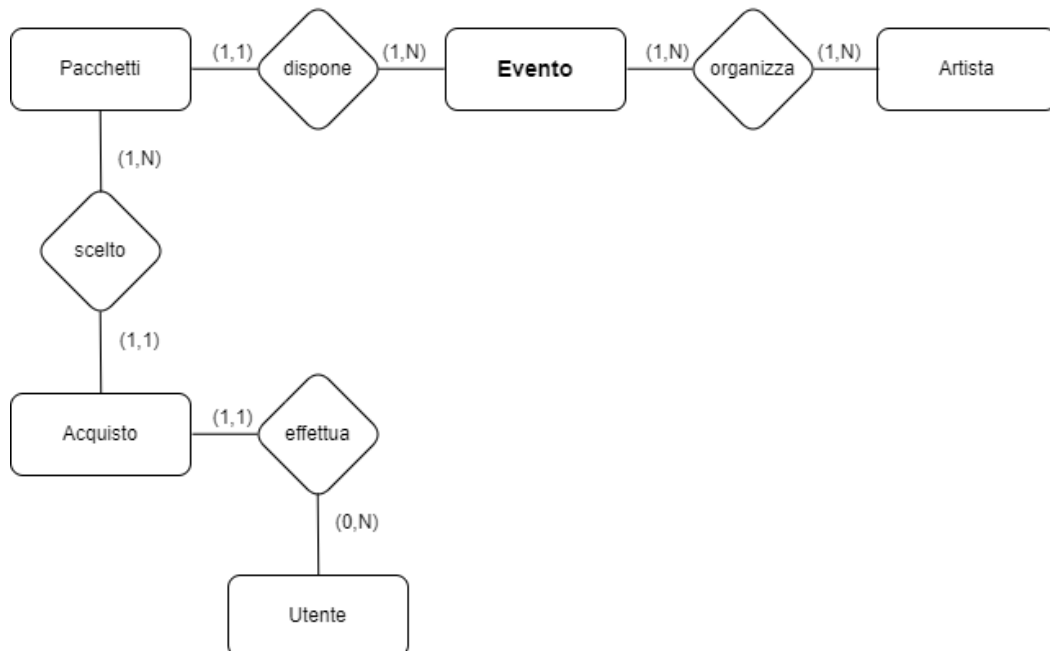 Pacchetti
(1,1)
dispone
(1,N)
Evento
(1,N)
organizza
(1,N)
Artista
(1,N)
scelto
(1,1)
Acquisto
(1,1)
effettua
(0,N)
Utente